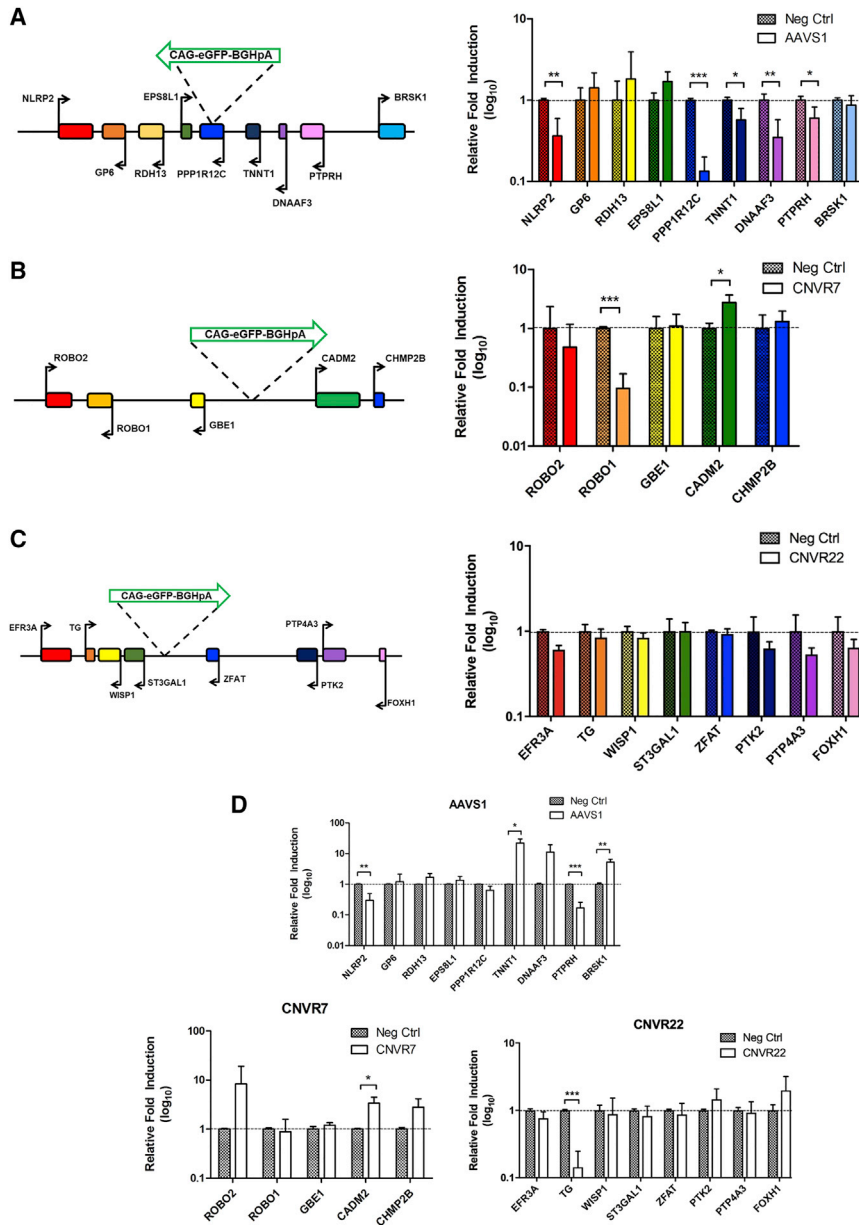 A
CAG-eGFP-BGHpA
NLRP2
EPS8L1
BRSK1
GP6
RDH13
PPP1R12C
TNNT1
DNAAF3
PTPRH
Relative Fold Induction
(log10)
10
1
0.1
Neg Ctrl
AAVS1
**
***
*
**
*
NLRP2
GP6
RDH13
EPS8L1
PPP1R12C
TNNT1
DNAAF3
PTPRH
BRSK1
B
CAG-eGFP-BGHpA
ROBO2
CADM2
CHMP2B
ROBO1
GBE1
Relative Fold Induction
(log10)
10
1
0.1
0.01
Neg Ctrl
CNVR7
***
*
ROBO2
ROBO1
GBE1
CADM2
CHMP2B
C
CAG-eGFP-BGHpA
EFR3A
TG
PTP4A3
WISP1
ST3GAL1
ZFAT
PTK2
FOXH1
Relative Fold Induction
(log10)
10
1
0.1
Neg Ctrl
CNVR22
EFR3A
TG
WISP1
ST3GAL1
ZFAT
PTK2
PTP4A3
FOXH1
D
AAVS1
Relative Fold Induction
(log10)
100
10
1
0.1
0.01
Neg Ctrl
AAVS1
**
*
***
**
NLRP2
GP6
RDH13
EPS8L1
PPP1R12C
TNNT1
DNAAF3
PTPRH
BRSK1
CNVR7
Relative Fold Induction
(log10)
100
10
1
0.1
Neg Ctrl
CNVR7
*
ROBO2
ROBO1
GBE1
CADM2
CHMP2B
CNVR22
Relative Fold Induction
(log10)
10
1
0.1
Neg Ctrl
CNVR22
***
EFR3A
TG
WISP1
ST3GAL1
ZFAT
PTK2
PTP4A3
FOXH1